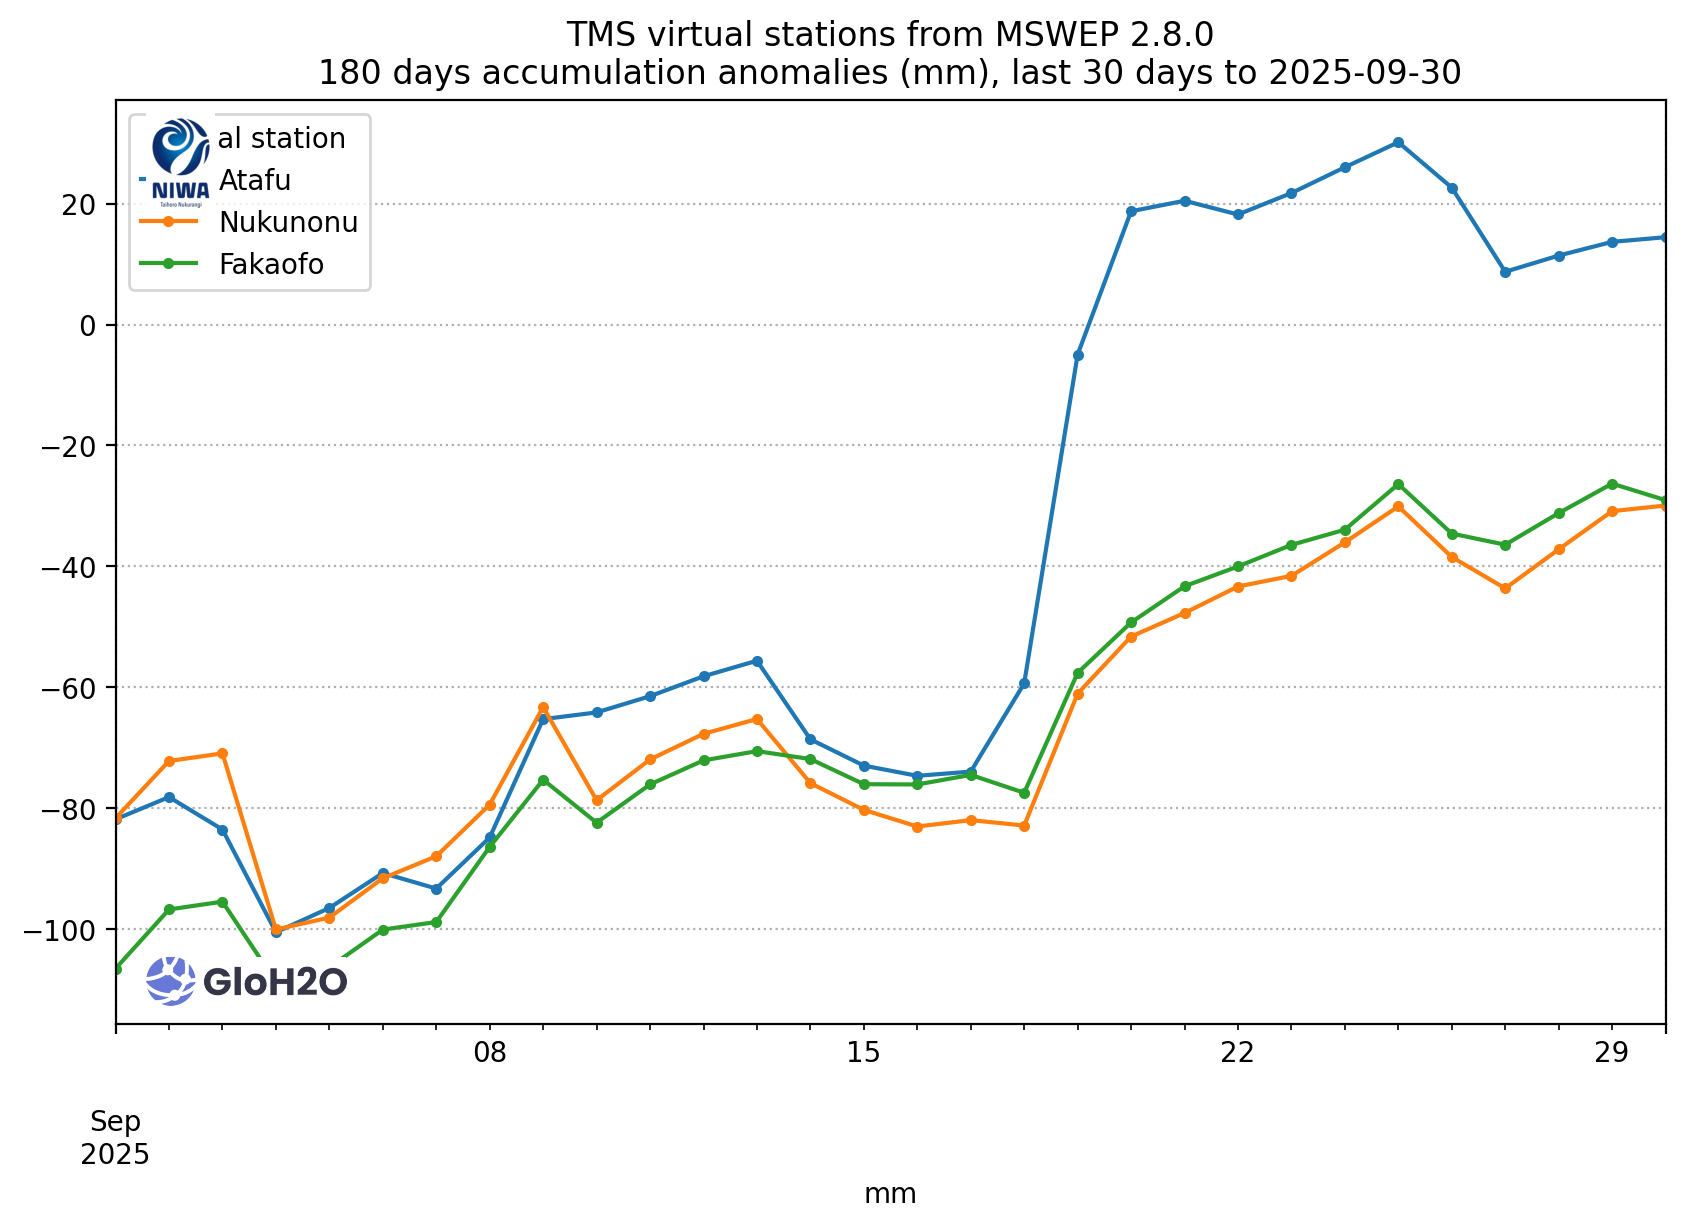 TMS virtual stations from MSWEP 2.8.0
180 days accumulation anomalies (mm), last 30 days to 2025-09-30
al station
Atafu
Nukunonu
Fakaofo
NIWA
Taihoro Nukurangi
20
0
−20
−40
−60
−80
−100
GloH2O
08
15
22
29
Sep
2025
mm